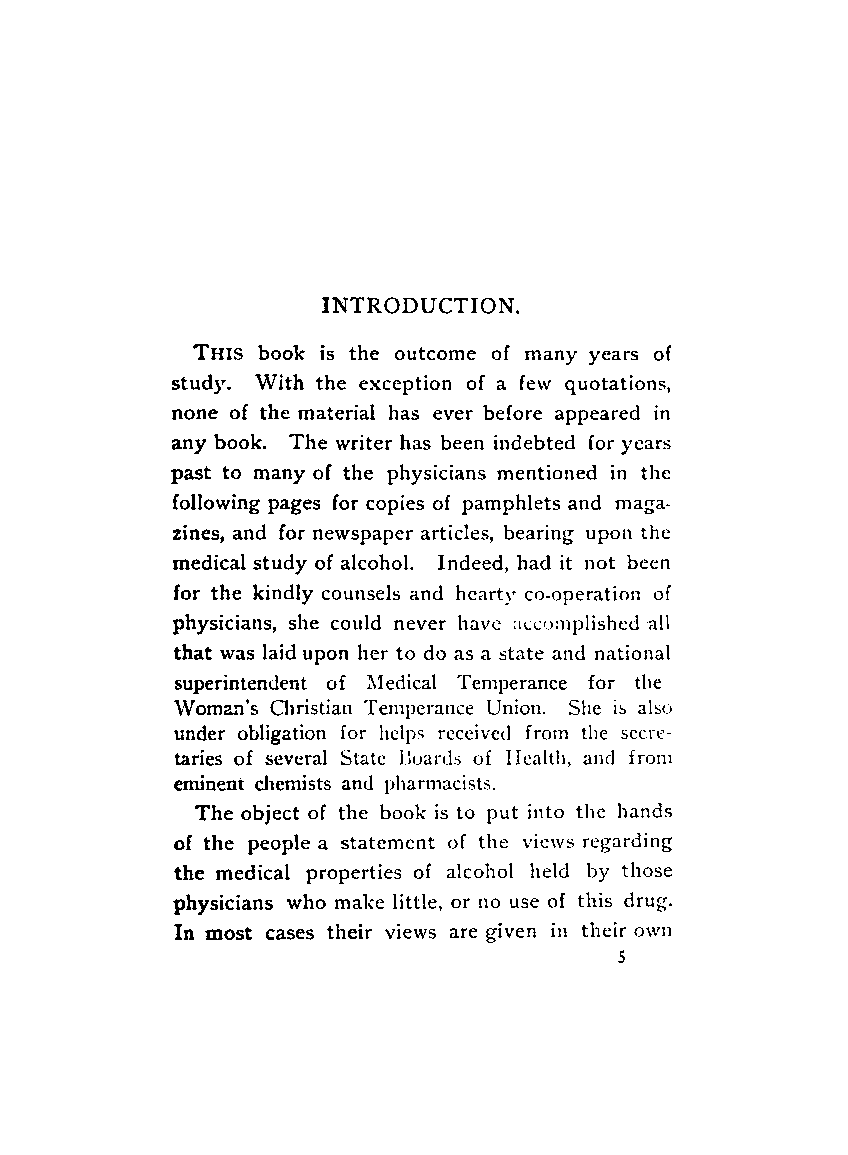 INTRODUCTION.
THIS book is the outcome of many years of
study. With the exception of a few quotations,
none of the material has ever before appeared in
any book. The writer has been indebted for years
past to many of the physicians mentioned in the
following pages for copies of pamphlets and maga-
zines, and for newspaper articles, bearing upon the
medical study of alcohol. Indeed, had it not been
for the kindly counsels and hearty co-operation of
physicians, she could never have accomplished all
that was laid upon her to do as a state and national
superintendent of Medical Temperance for the
Woman's Christian Temperance Union. She is also
under obligation for helps received from the secre-
taries of several State Boards of Health, and from
eminent chemists and pharmacists.
The object of the book is to put into the hands
of the people a statement of the views regarding
the medical properties of alcohol held by those
physicians who make little, or no use of this drug.
In most cases their views are given in their own
5